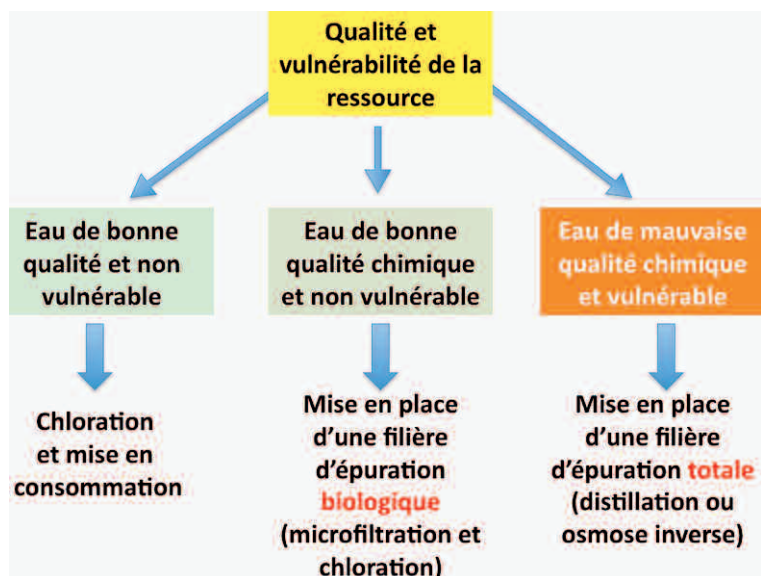 Qualité et
vulnérabilité de la
ressource
Eau de bonne
qualité et non
vulnérable
Eau de bonne
qualité chimique
et non vulnérable
Eau de mauvaise
qualité chimique
et vulnérable
Chloration
et mise en
consommation
Mise en place
d’une filière
d’épuration
biologique
(microfiltration et
chloration)
Mise en place
d’une filière
d’épuration totale
(distillation ou
osmose inverse)